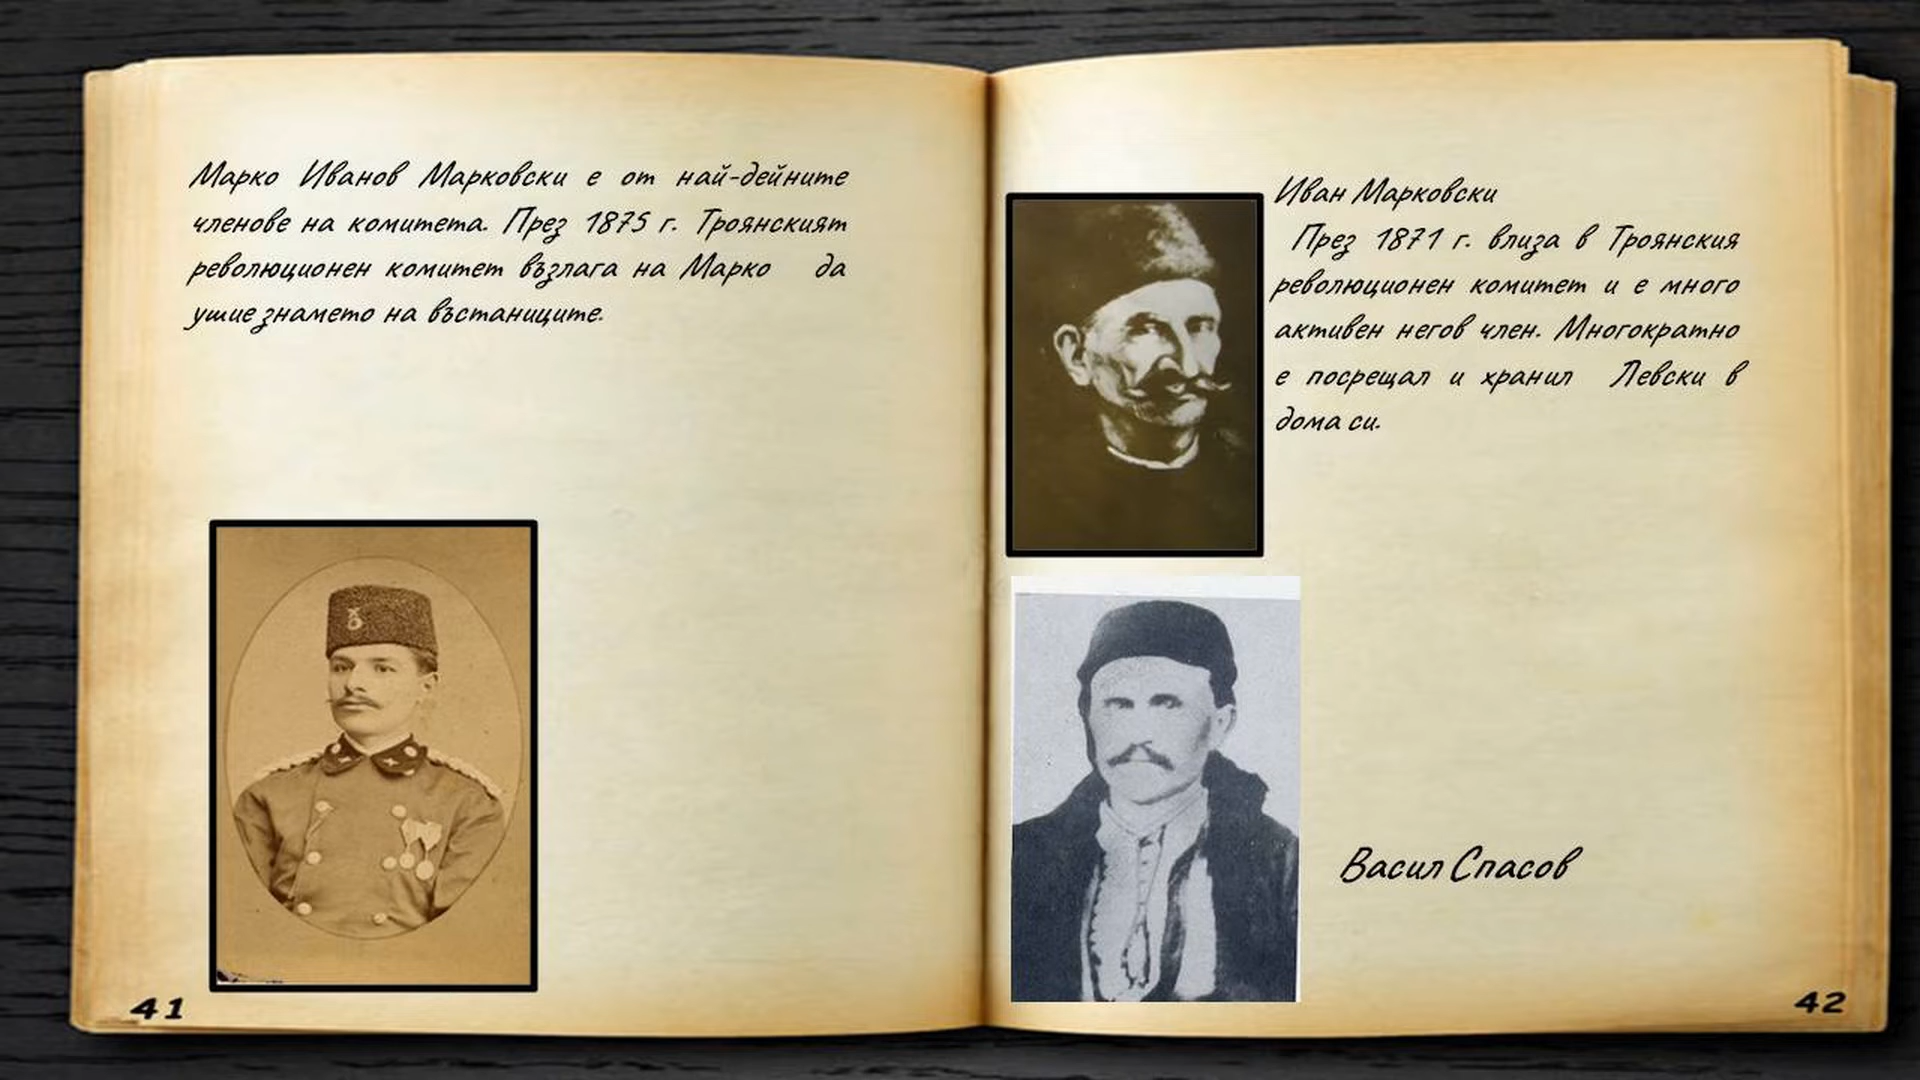 Марко Иванов Марковски е от най-дейните
членове на комитета. През 1875 г. Троянският
революционен комитет възлага на Марко да
ушие знамето на въстаниците.
41
Иван Марковски
През 1871 г. влиза в Троянския
революционен комитет и е много
активен негов член. Многократно
е посрещал и хранил Левски в
дома си.
Васил Спасов
42